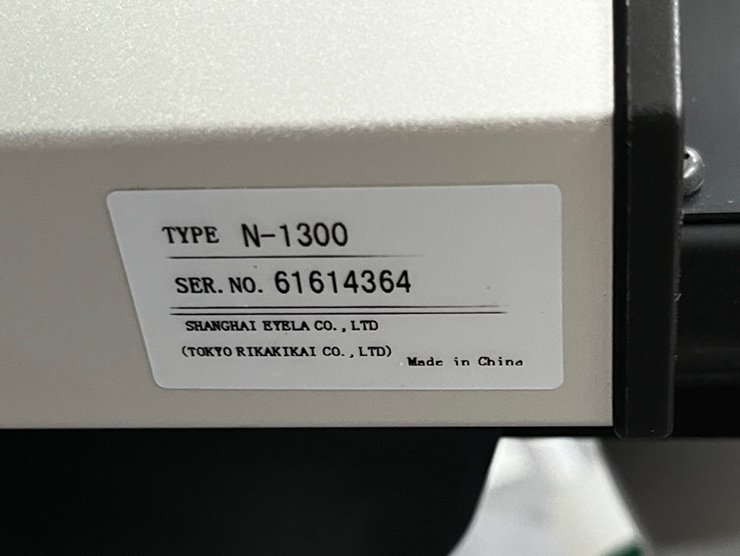 TYPE N-1300
SER. NO. 61614364
SHANGHAI EYELA CO., LTD
(TOKYO RIKAKIKAI CO., LTD)
Made in China